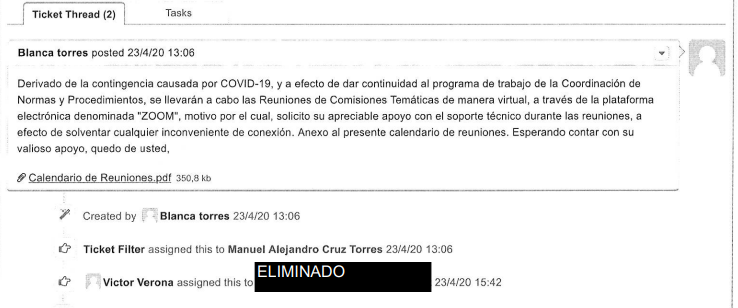 Ticket Thread (2) Tasks
Blanca torres posted 23/4/20 13:06
Derivado de la contingencia causada por COVID-19, y a efecto de dar continuidad al programa de trabajo de la Coordinación de
Normas y Procedimientos, se llevarán a cabo las Reuniones de Comisiones Temáticas de manera virtual, a través de la plataforma
electrónica denominada "ZOOM", motivo por el cual, solicito su apreciable apoyo con el soporte técnico durante las reuniones, a
efecto de solventar cualquier inconveniente de conexión. Anexo al presente calendario de reuniones. Esperando contar con su
valioso apoyo, quedo de usted,
Calendario de Reuniones.pdf 350,8 kb
Created by Blanca torres 23/4/20 13:06
Ticket Filter assigned this to Manuel Alejandro Cruz Torres 23/4/20 13:06
Victor Verona assigned this to ELIMINADO 23/4/20 15:42